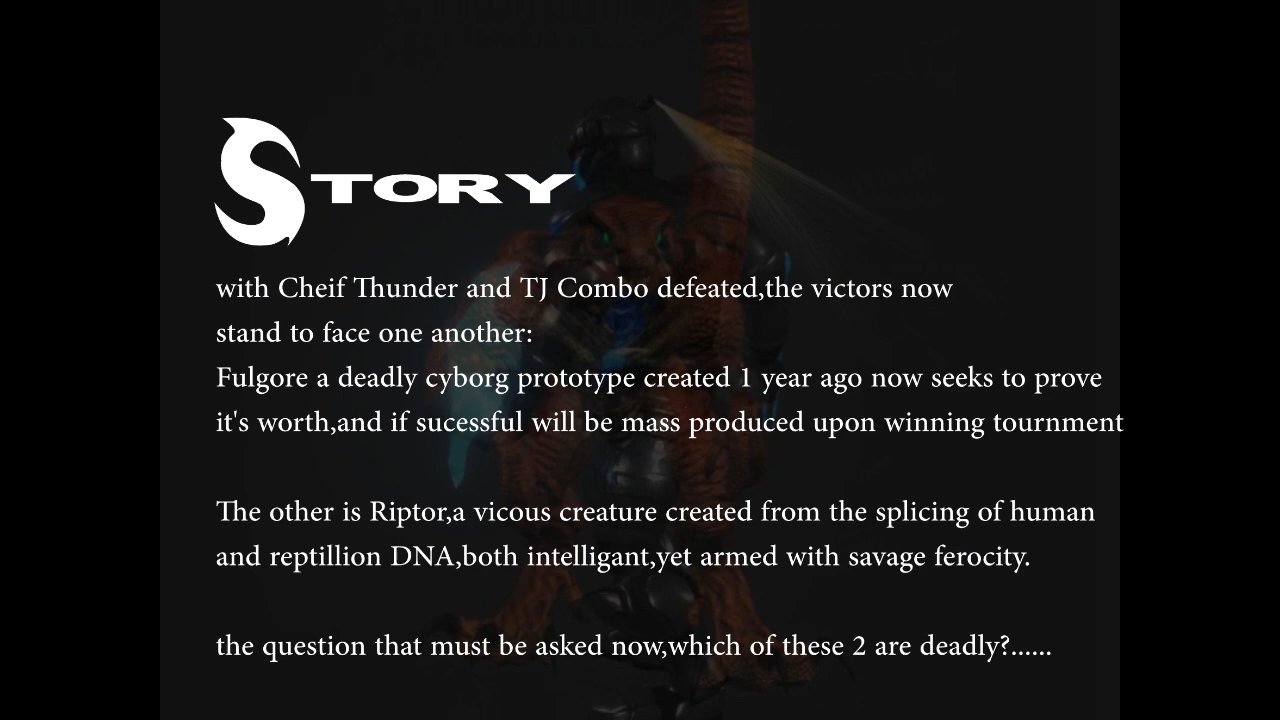 STORY
with Cheif Thunder and TJ Combo defeated,the victors now
stand to face one another:
Fulgore a deadly cyborg prototype created 1 year ago now seeks to prove
it's worth,and if sucessful will be mass produced upon winning tournment
The other is Riptor,a vicous creature created from the splicing of human
and reptillion DNA,both intelligant,yet armed with savage ferocity.
the question that must be asked now,which of these 2 are deadly?......